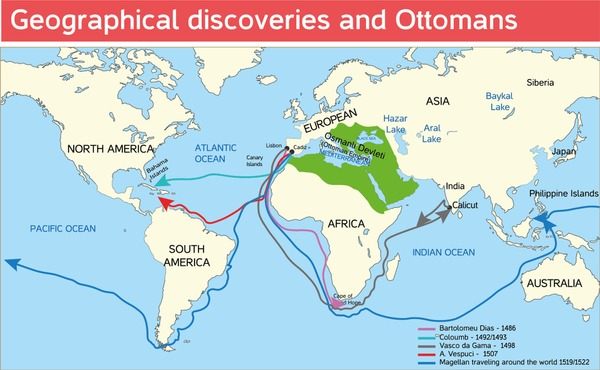 Geographical discoveries and Ottomans
Siberia
ASIA
Baykal
Lake
EUROPEAN
Hazar
Lake
Aral
Lake
BLACK SEA
Osmanlı Devleti
(Ottoman Empire)
MEDITERRANEAN
NORTH AMERICA
ATLANTIC
OCEAN
Lisbon
Cadiz
Canary
Islands
Bahama
Islands
Japan
India
Calicut
Philippine Islands
AFRICA
PACIFIC OCEAN
SOUTH
AMERICA
INDIAN OCEAN
AUSTRALIA
Cape of
Hope
Bartolomeu Dias - 1486
Coloumb - 1492/1493
Vasco da Gama - 1498
A. Vespuci - 1507
Magellan traveling around the world 1519/1522